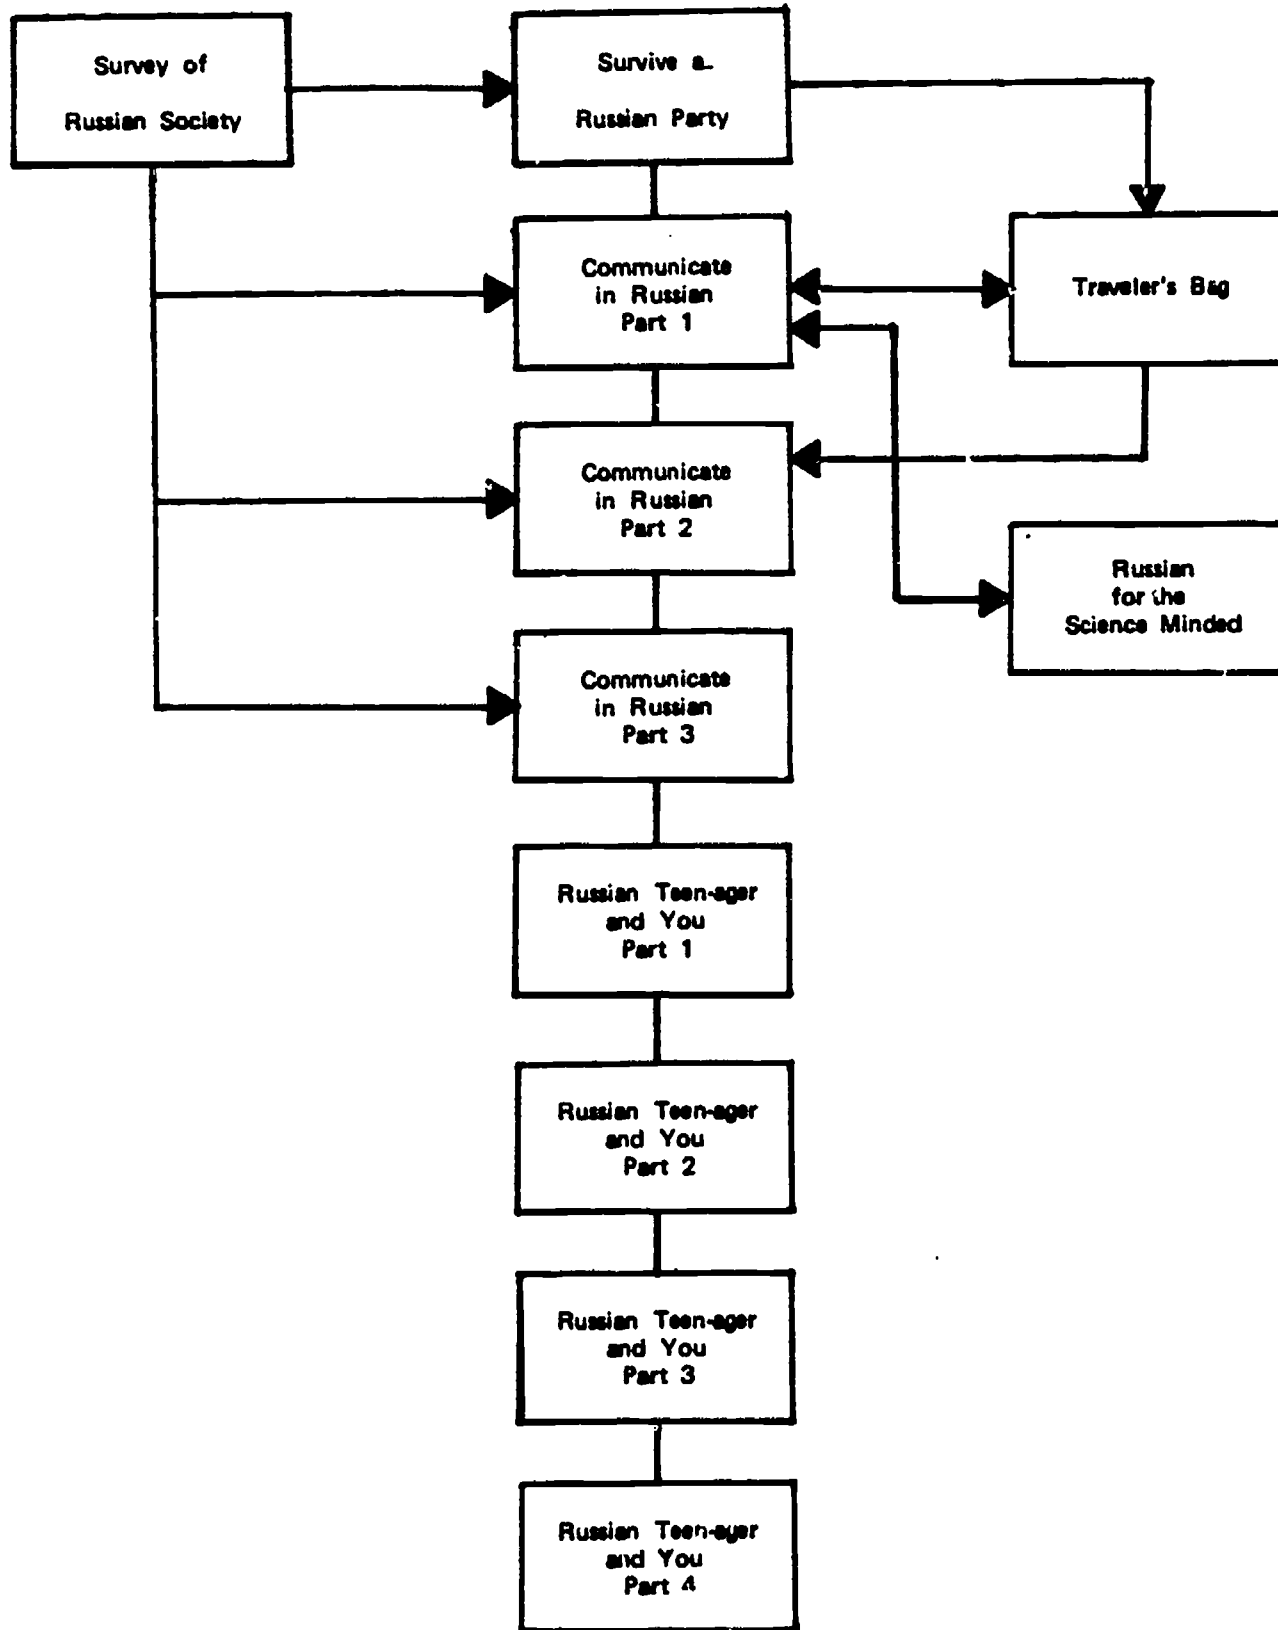 Survey of
Russian Society
Survive a
Russian Party
Communicate
in Russian
Part 1
Traveler's Bag
Communicate
in Russian
Part 2
Russian
for the
Science Minded
Communicate
in Russian
Part 3
Russian Teen-ager
and You
Part 1
Russian Teen-ager
and You
Part 2
Russian Teen-ager
and You
Part 3
Russian Teen-ager
and You
Part 4